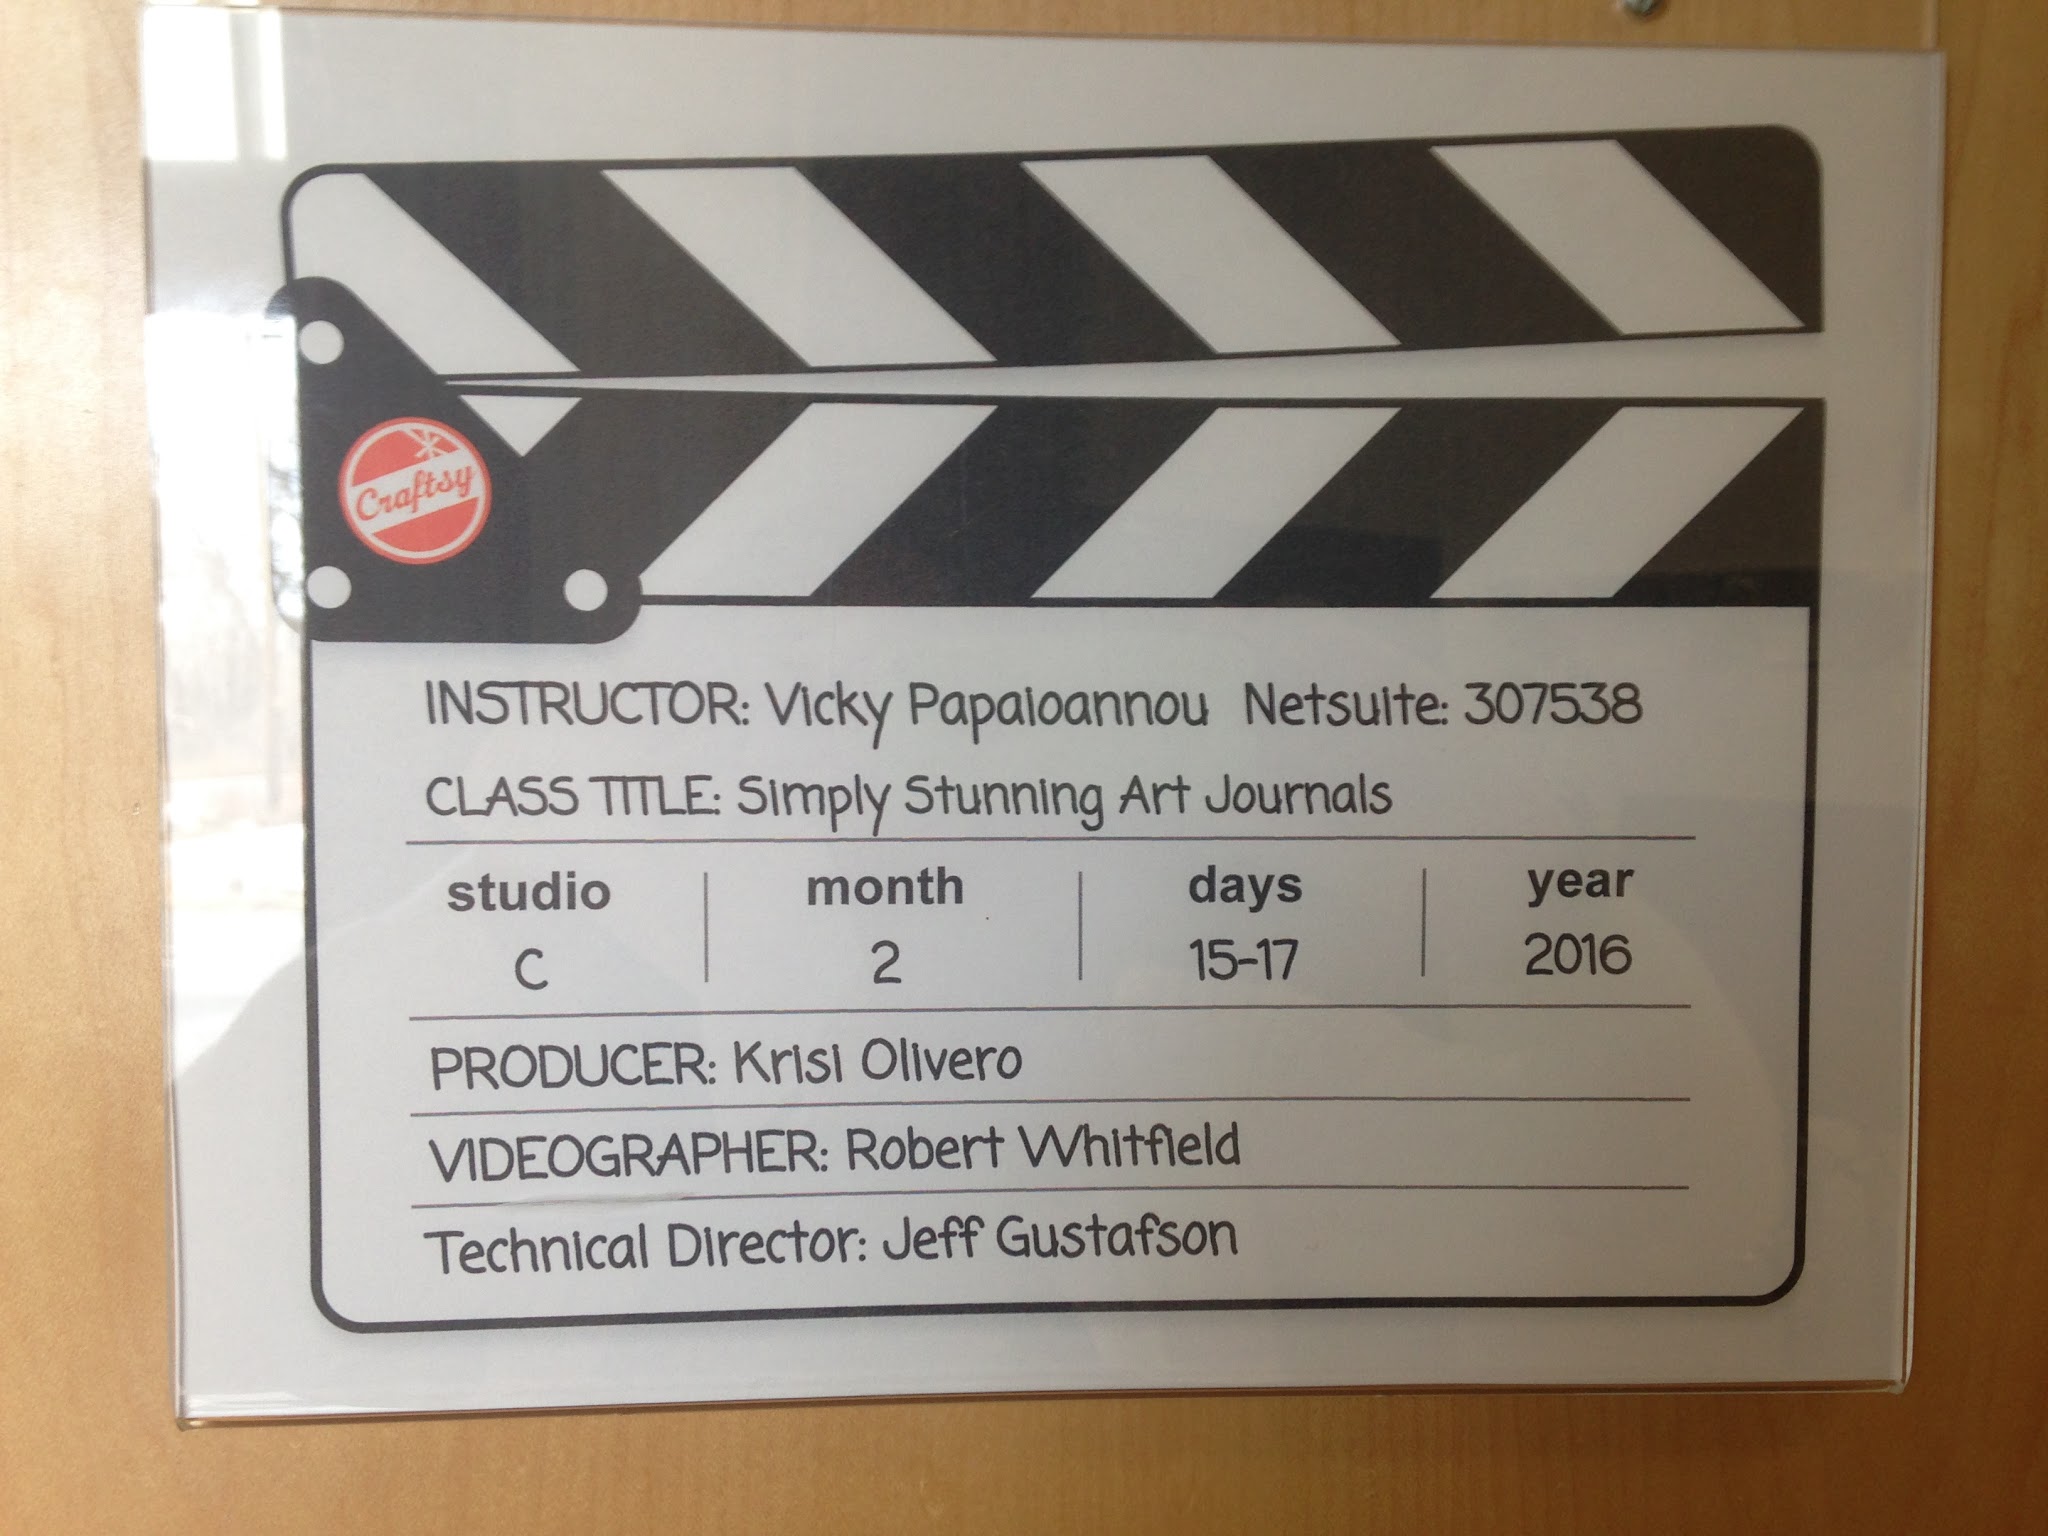 Craftsy
INSTRUCTOR: Vicky Papaioannou Netsuite: 307538
CLASS TITLE: Simply Stunning Art Journals
studio month days year
C 2 15-17 2016
PRODUCER: Krisi Olivero
VIDEOGRAPHER: Robert Whitfield
Technical Director: Jeff Gustafson